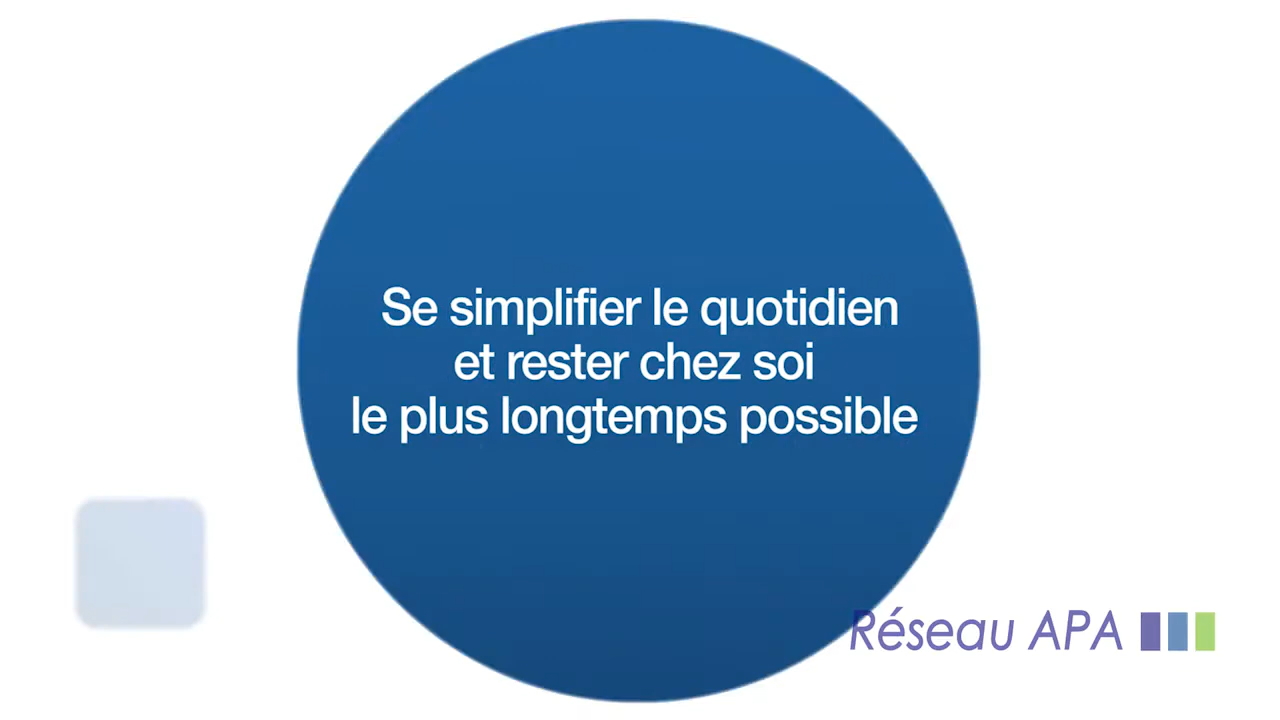 Se simplifier le quotidien
et rester chez soi
le plus longtemps possible
Réseau APA